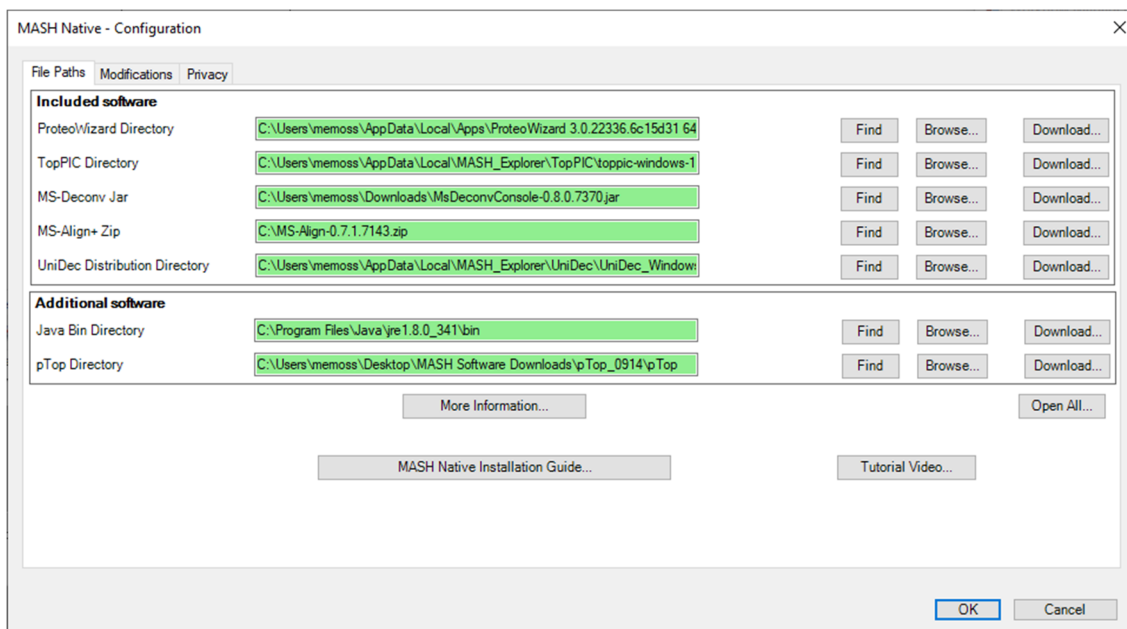 MASH Native - Configuration
File Paths Modifications Privacy
Included software
ProteoWizard Directory C:\Users\memoss\AppData\Local\Apps\ProteoWizard 3.0.22336.6c15d31 64 Find Browse... Download...
TopPIC Directory C:\Users\memoss\AppData\Local\MASH_Explorer\TopPIC\toppic-windows-1 Find Browse... Download...
MS-Deconv Jar C:\Users\memoss\Downloads\MsDeconvConsole-0.8.0.7370.jar Find Browse... Download...
MS-Align+ Zip C:\MS-Align-0.7.1.7143.zip Find Browse... Download...
UniDec Distribution Directory C:\Users\memoss\AppData\Local\MASH_Explorer\UniDec\UniDec_Window Find Browse... Download...
Additional software
Java Bin Directory C:\Program Files\Java\jre1.8.0_341\bin Find Browse... Download...
pTop Directory C:\Users\memoss\Desktop\MASH Software Downloads\pTop_0914\pTop Find Browse... Download...
More Information... Open All...
MASH Native Installation Guide... Tutorial Video...
OK Cancel